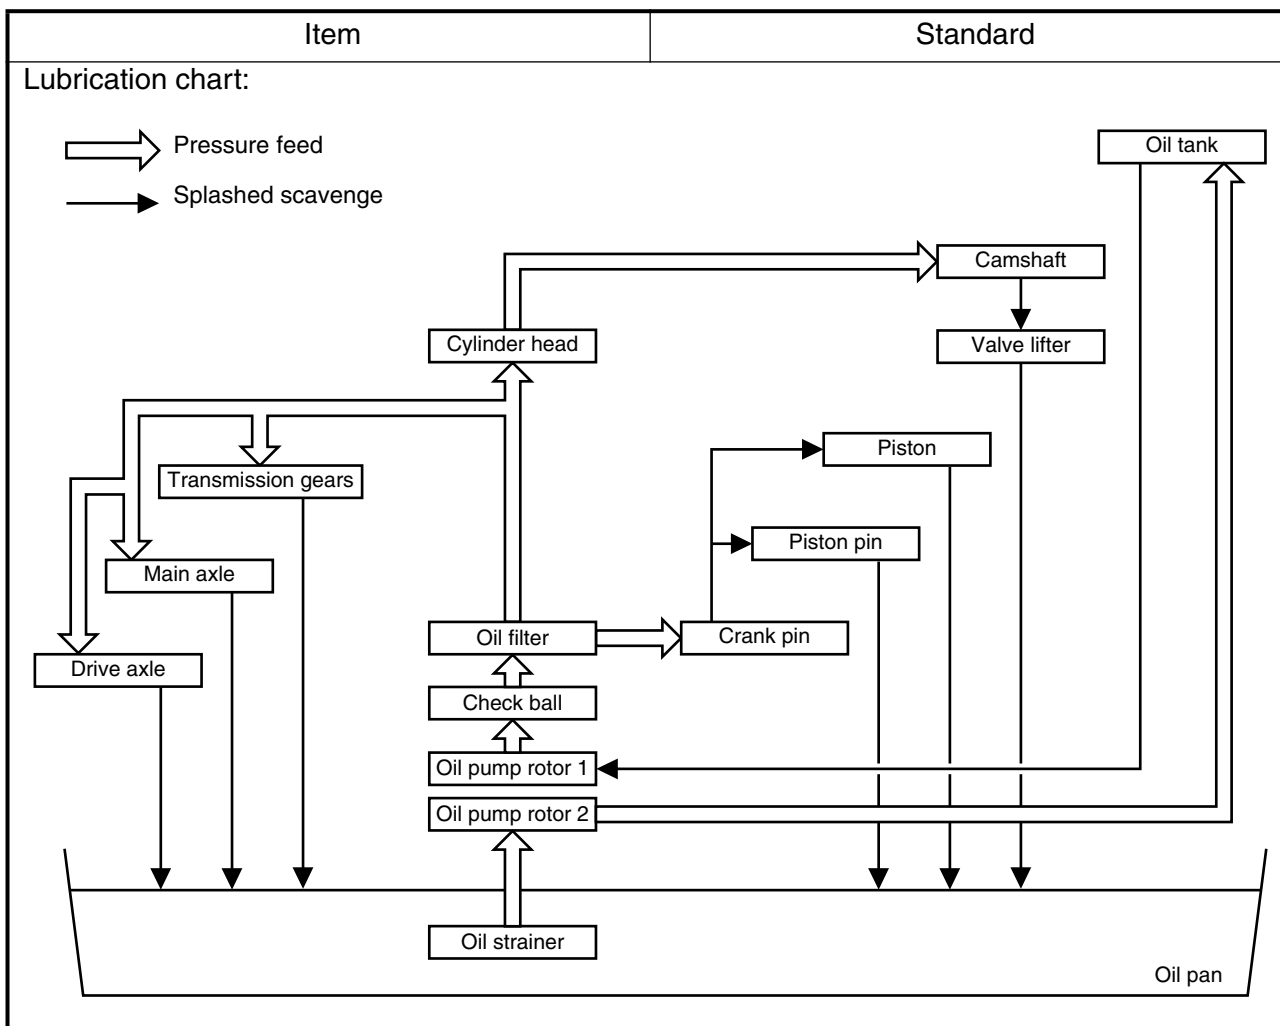 Item
Standard
Lubrication chart:
Pressure feed
Splashed scavenge
Oil tank
Camshaft
Cylinder head
Valve lifter
Piston
Transmission gears
Piston pin
Main axle
Oil filter
Crank pin
Drive axle
Check ball
Oil pump rotor 1
Oil pump rotor 2
Oil strainer
Oil pan